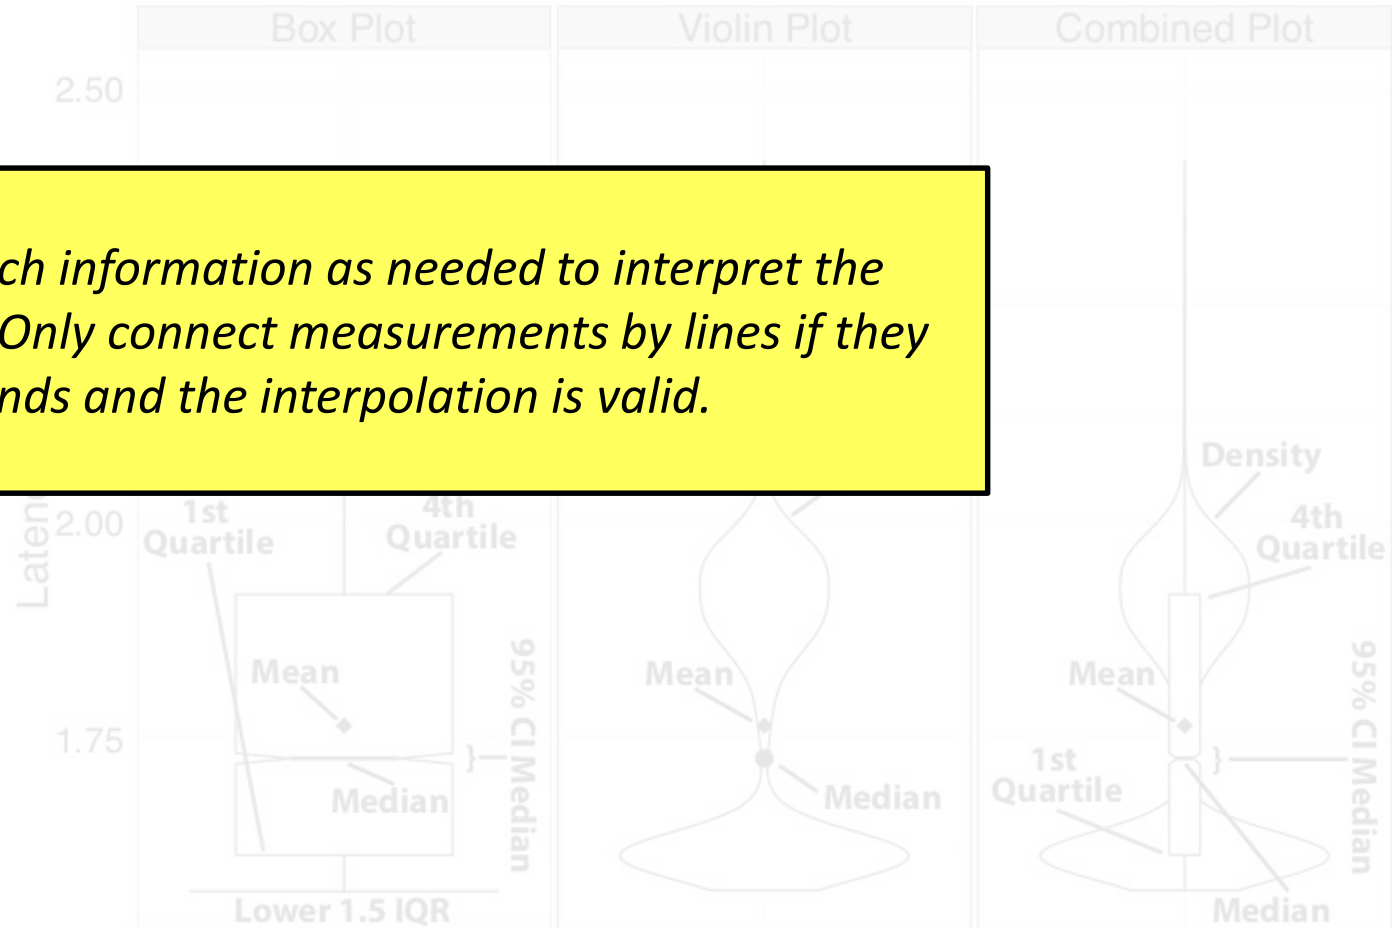 Box Plot
Violin Plot
Combined Plot
2.50
ch information as needed to interpret the
Only connect measurements by lines if they
nds and the interpolation is valid.
Density
Laten
2.00
1st
Quartile
4th
Quartile
4th
Quartile
Mean
95% CI Median
Mean
Mean
95% CI Median
1.75
}
}
1st
Quartile
Median
Median
Lower 1.5 IQR
Median